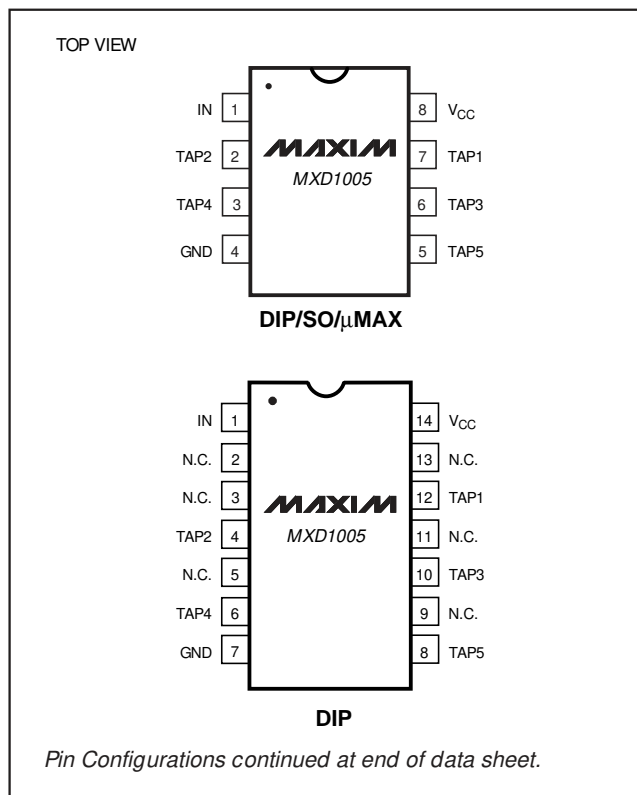 TOP VIEW
IN 1 8 VCC
TAP2 2 MAXIM 7 TAP1
MXD1005
TAP4 3 6 TAP3
GND 4 5 TAP5
DIP/SO/μMAX
IN 1 14 VCC
N.C. 2 13 N.C.
N.C. 3 MAXIM 12 TAP1
TAP2 4 MXD1005 11 N.C.
N.C. 5 10 TAP3
TAP4 6 9 N.C.
GND 7 8 TAP5
DIP
Pin Configurations continued at end of data sheet.